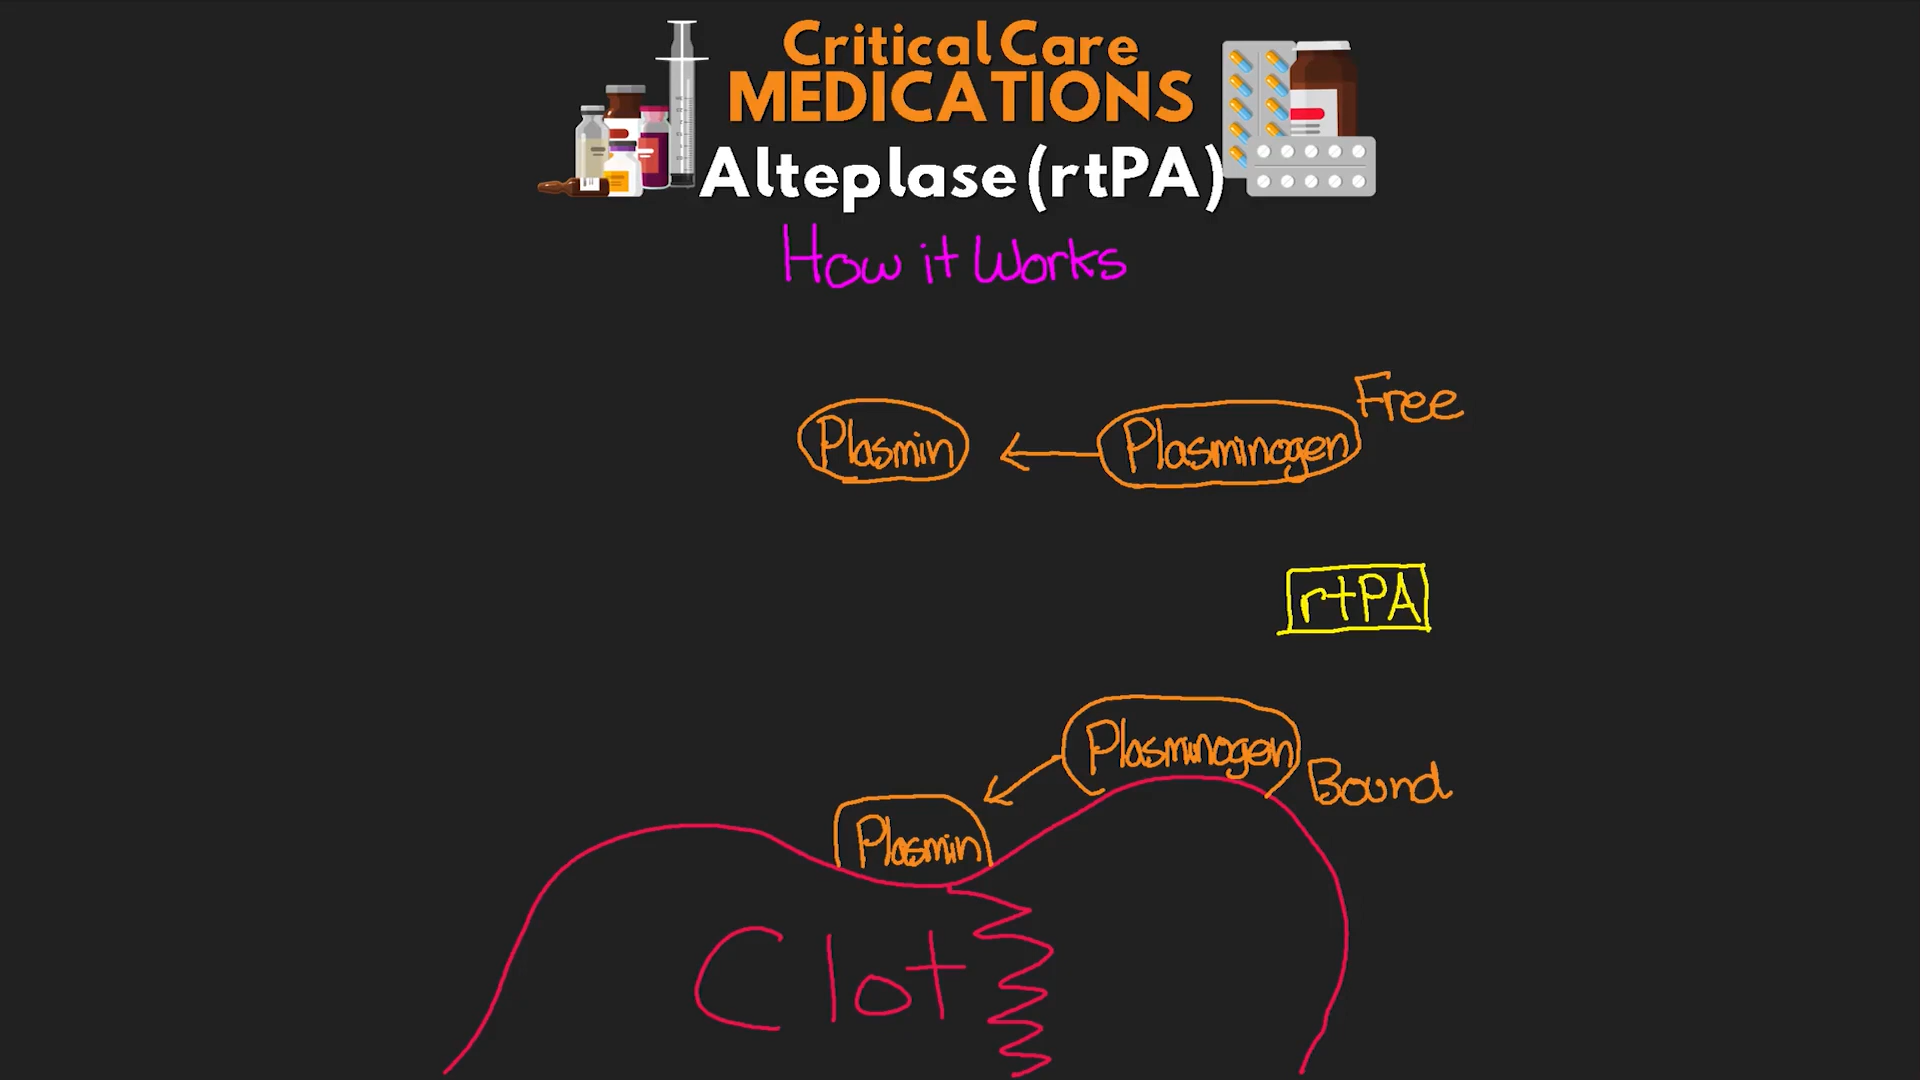 Critical Care
MEDICATIONS
Alteplase (rtPA)
How it Works
Free
Plasmin
Plasminogen
rtPA
Plasminogen
Bound
Plasmin
Clot